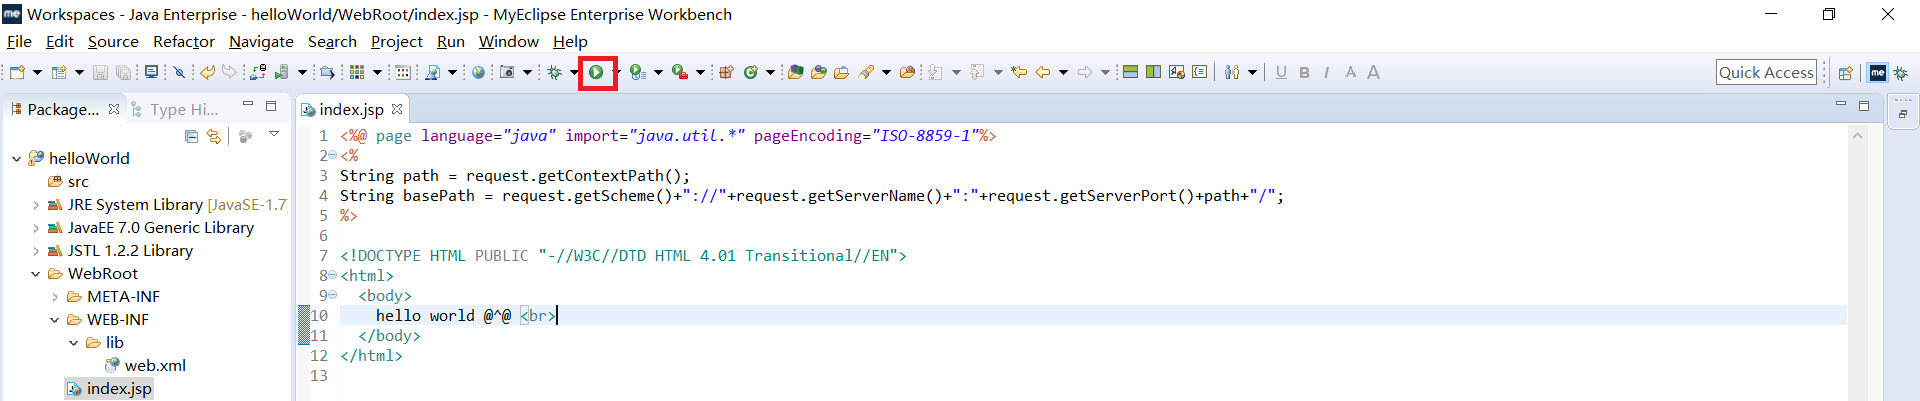 me Workspaces - Java Enterprise - helloWorld/WebRoot/index.jsp - MyEclipse Enterprise Workbench
File Edit Source Refactor Navigate Search Project Run Window Help
U B I A A Quick Access me
Package... Type Hi... index.jsp
helloWorld
src
JRE System Library [JavaSE-1.7]
JavaEE 7.0 Generic Library
JSTL 1.2.2 Library
WebRoot
META-INF
WEB-INF
lib
web.xml
index.jsp
1 <%@ page language="java" import="java.util.*" pageEncoding="ISO-8859-1"%>
2 <%
3 String path = request.getContextPath();
4 String basePath = request.getScheme()+"://"+request.getServerName()+":"+request.getServerPort()+path+"/";
5 %>
6
7 <!DOCTYPE HTML PUBLIC "-//W3C//DTD HTML 4.01 Transitional//EN">
8 <html>
9 <body>
10 hello world @^@ <br>
11 </body>
12 </html>
13